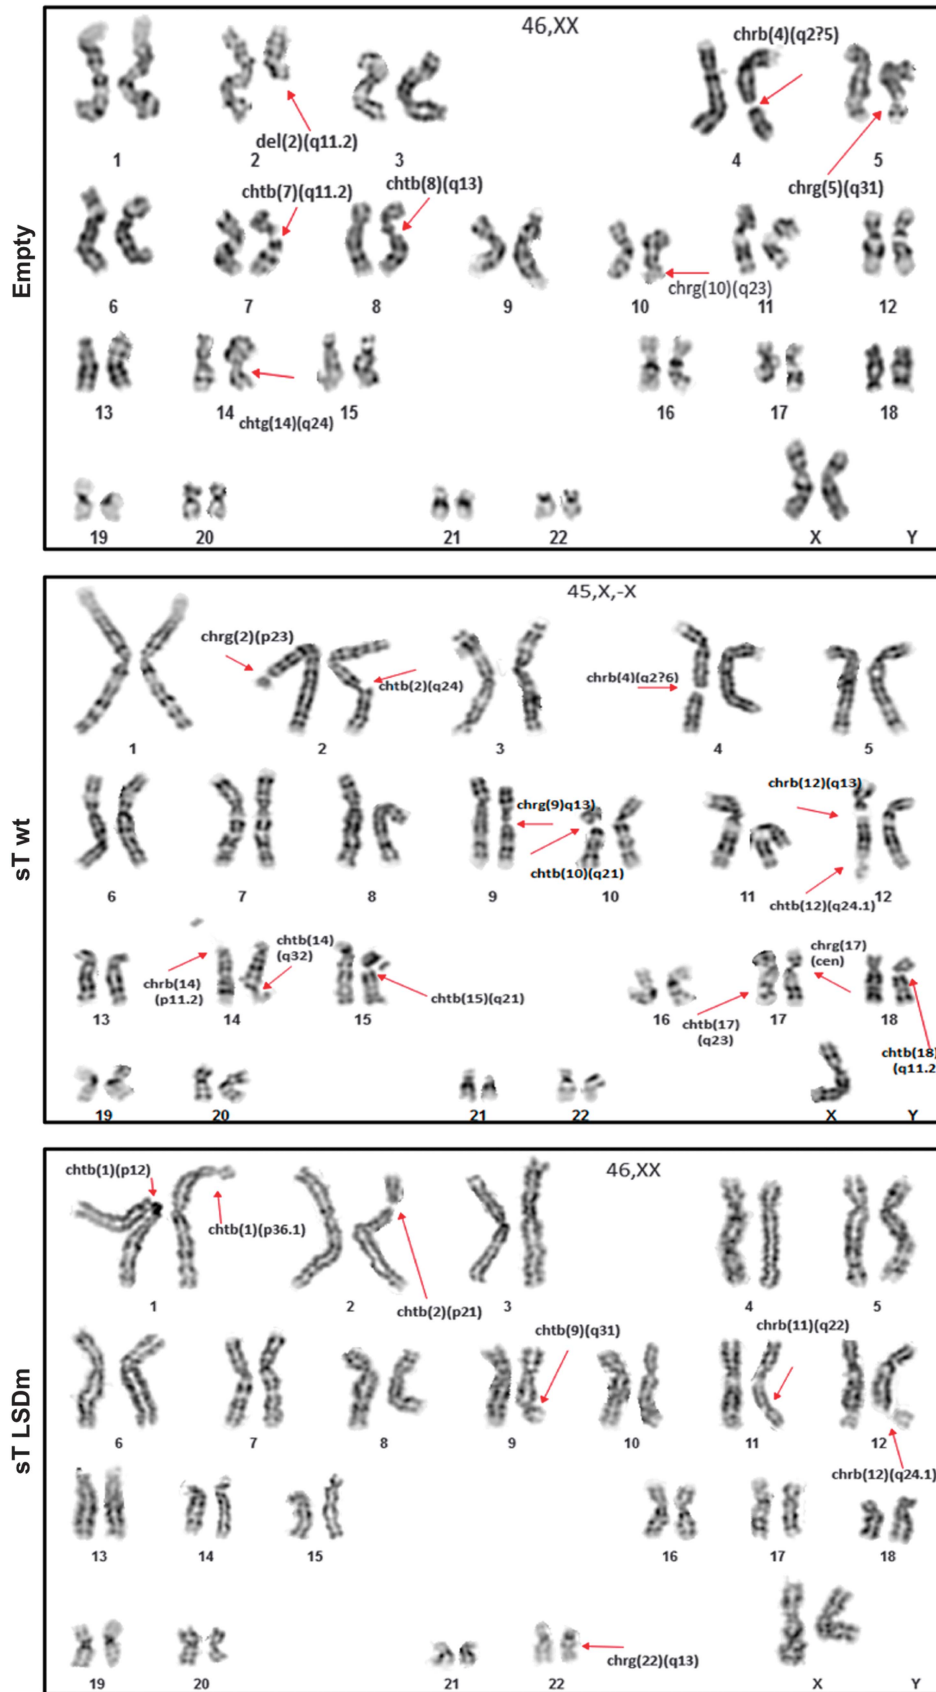 Empty
46,XX
chrb(4)(q2?5)
del(2)(q11.2)
1 2 3 4 5
chrg(5)(q31)
chtb(7)(q11.2)
chtb(8)(q13)
chrg(10)(q23)
6 7 8 9 10 11 12
13 14 15 16 17 18
chtg(14)(q24)
19 20 21 22 X Y
sT wt
45,X,-X
chrg(2)(p23)
chtb(2)(q24)
chrb(4)(q2?6)
1 2 3 4 5
chrb(12)(q13)
chrg(9)q13)
chtb(10)(q21)
6 7 8 9 10 11 12
chtb(12)(q24.1)
chtb(14)
(q32)
chrg(17)
(cen)
chrb(14)
(p11.2)
chtb(15)(q21)
13 14 15 16 17 18
chtb(17)
(q23)
chtb(18)
(q11.2
19 20 21 22 X Y
sT LSDm
46,XX
chtb(1)(p12)
chtb(1)(p36.1)
1 2 3 4 5
chtb(2)(p21)
chtb(9)(q31)
chrb(11)(q22)
6 7 8 9 10 11 12
chrb(12)(q24.1)
13 14 15 16 17 18
chrg(22)(q13)
19 20 21 22 X Y